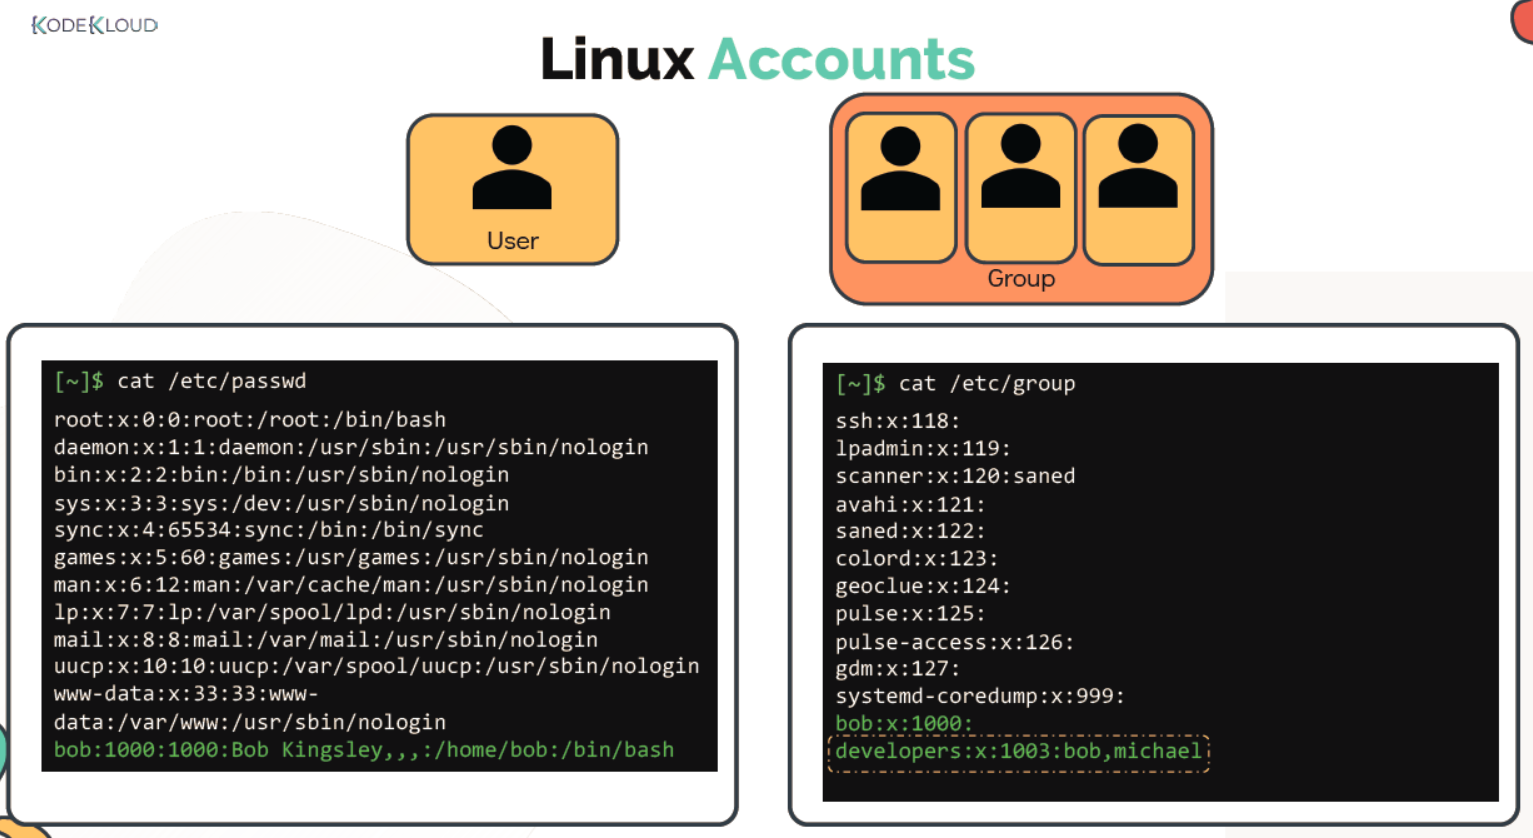 KODEKLOUD
Linux Accounts
User
Group
[~]$ cat /etc/passwd
root:x:0:0:root:/root:/bin/bash
daemon:x:1:1:daemon:/usr/sbin:/usr/sbin/nologin
bin:x:2:2:bin:/bin:/usr/sbin/nologin
sys:x:3:3:sys:/dev:/usr/sbin/nologin
sync:x:4:65534:sync:/bin:/bin/sync
games:x:5:60:games:/usr/games:/usr/sbin/nologin
man:x:6:12:man:/var/cache/man:/usr/sbin/nologin
lp:x:7:7:lp:/var/spool/lpd:/usr/sbin/nologin
mail:x:8:8:mail:/var/mail:/usr/sbin/nologin
uucp:x:10:10:uucp:/var/spool/uucp:/usr/sbin/nologin
www-data:x:33:33:www-
data:/var/www:/usr/sbin/nologin
bob:1000:1000:Bob Kingsley,,,:/home/bob:/bin/bash
[~]$ cat /etc/group
ssh:x:118:
lpadmin:x:119:
scanner:x:120:saned
avahi:x:121:
saned:x:122:
colord:x:123:
geoclue:x:124:
pulse:x:125:
pulse-access:x:126:
gdm:x:127:
systemd-coredump:x:999:
bob:x:1000:
developers:x:1003:bob,michael